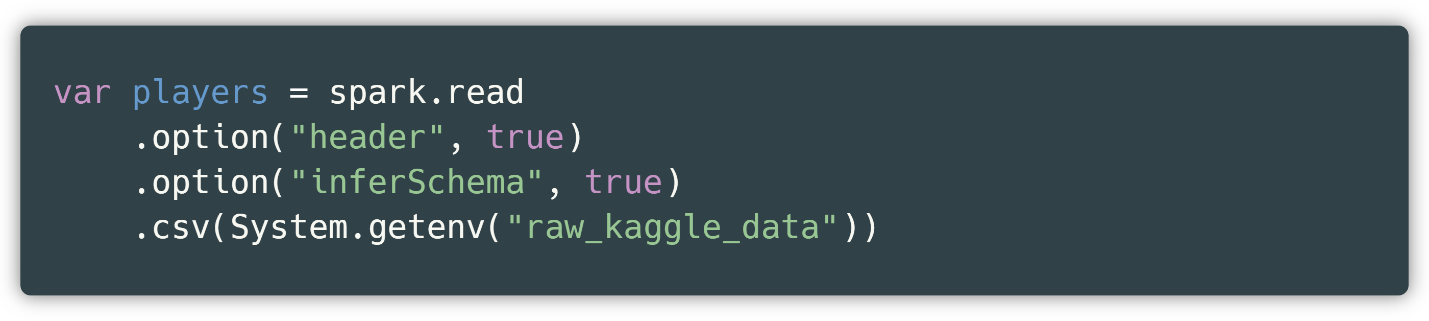 var players = spark.read
    .option("header", true)
    .option("inferSchema", true)
    .csv(System.getenv("raw_kaggle_data"))